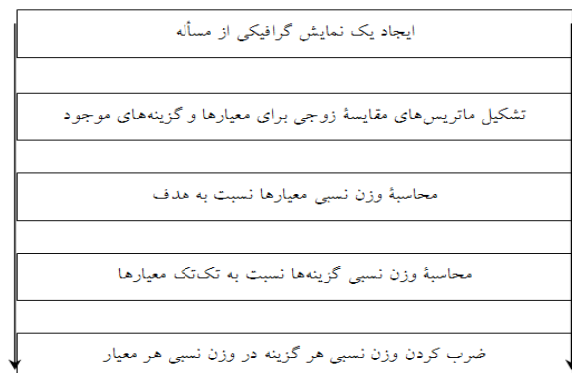 ایجاد یک نمایش گرافیکی از مسأله
تشکیل ماتریس‌های مقایسهٔ زوجی برای معیارها و گزینه‌های موجود
محاسبهٔ وزن نسبی معیارها نسبت به هدف
محاسبهٔ وزن نسبی گزینه‌ها نسبت به تک‌تک معیارها
ضرب کردن وزن نسبی هر گزینه در وزن نسبی هر معیار